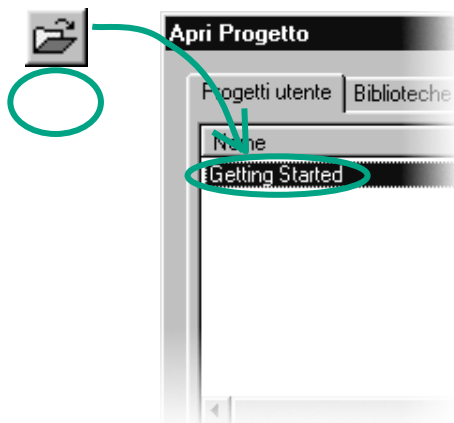 Apri Progetto
Progetti utente
Biblioteche
Nome
Getting Started